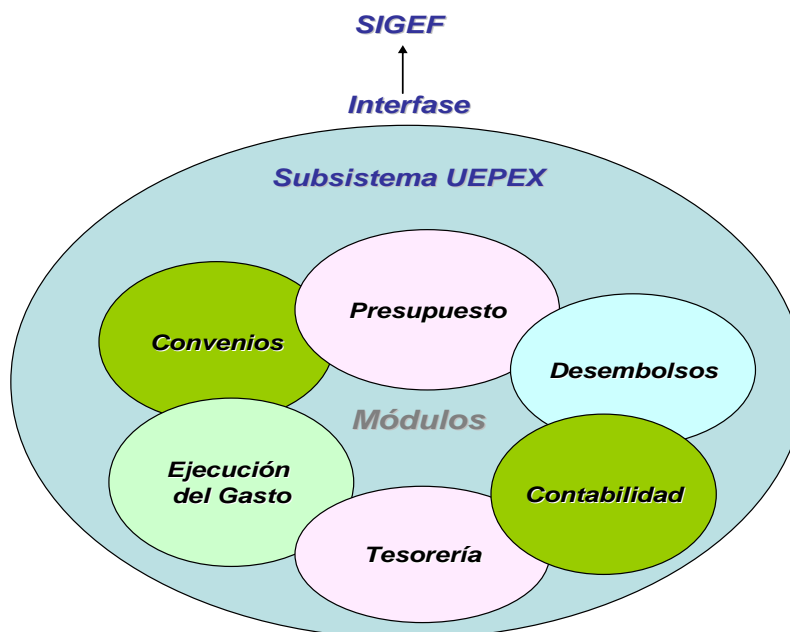 SIGEF
Interfase
Subsistema UEPEX
Presupuesto
Convenios
Desembolsos
Módulos
Ejecución
del Gasto
Contabilidad
Tesorería